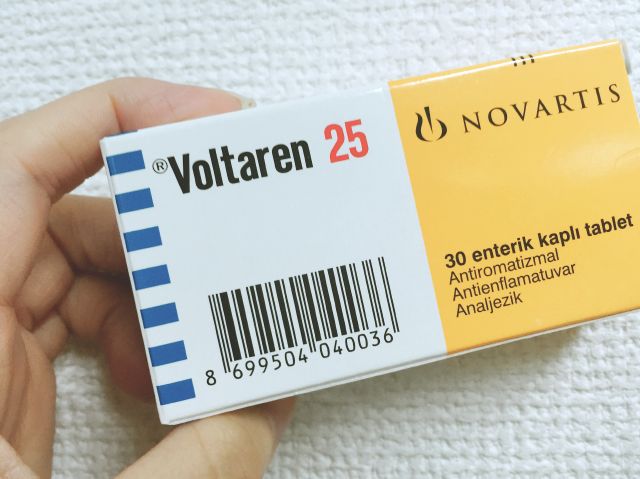 ®Voltaren 25
NOVARTIS
30 enterik kaplı tablet
Antiromatizmal
Antienflamatuvar
Analjezik
8 699504 040036